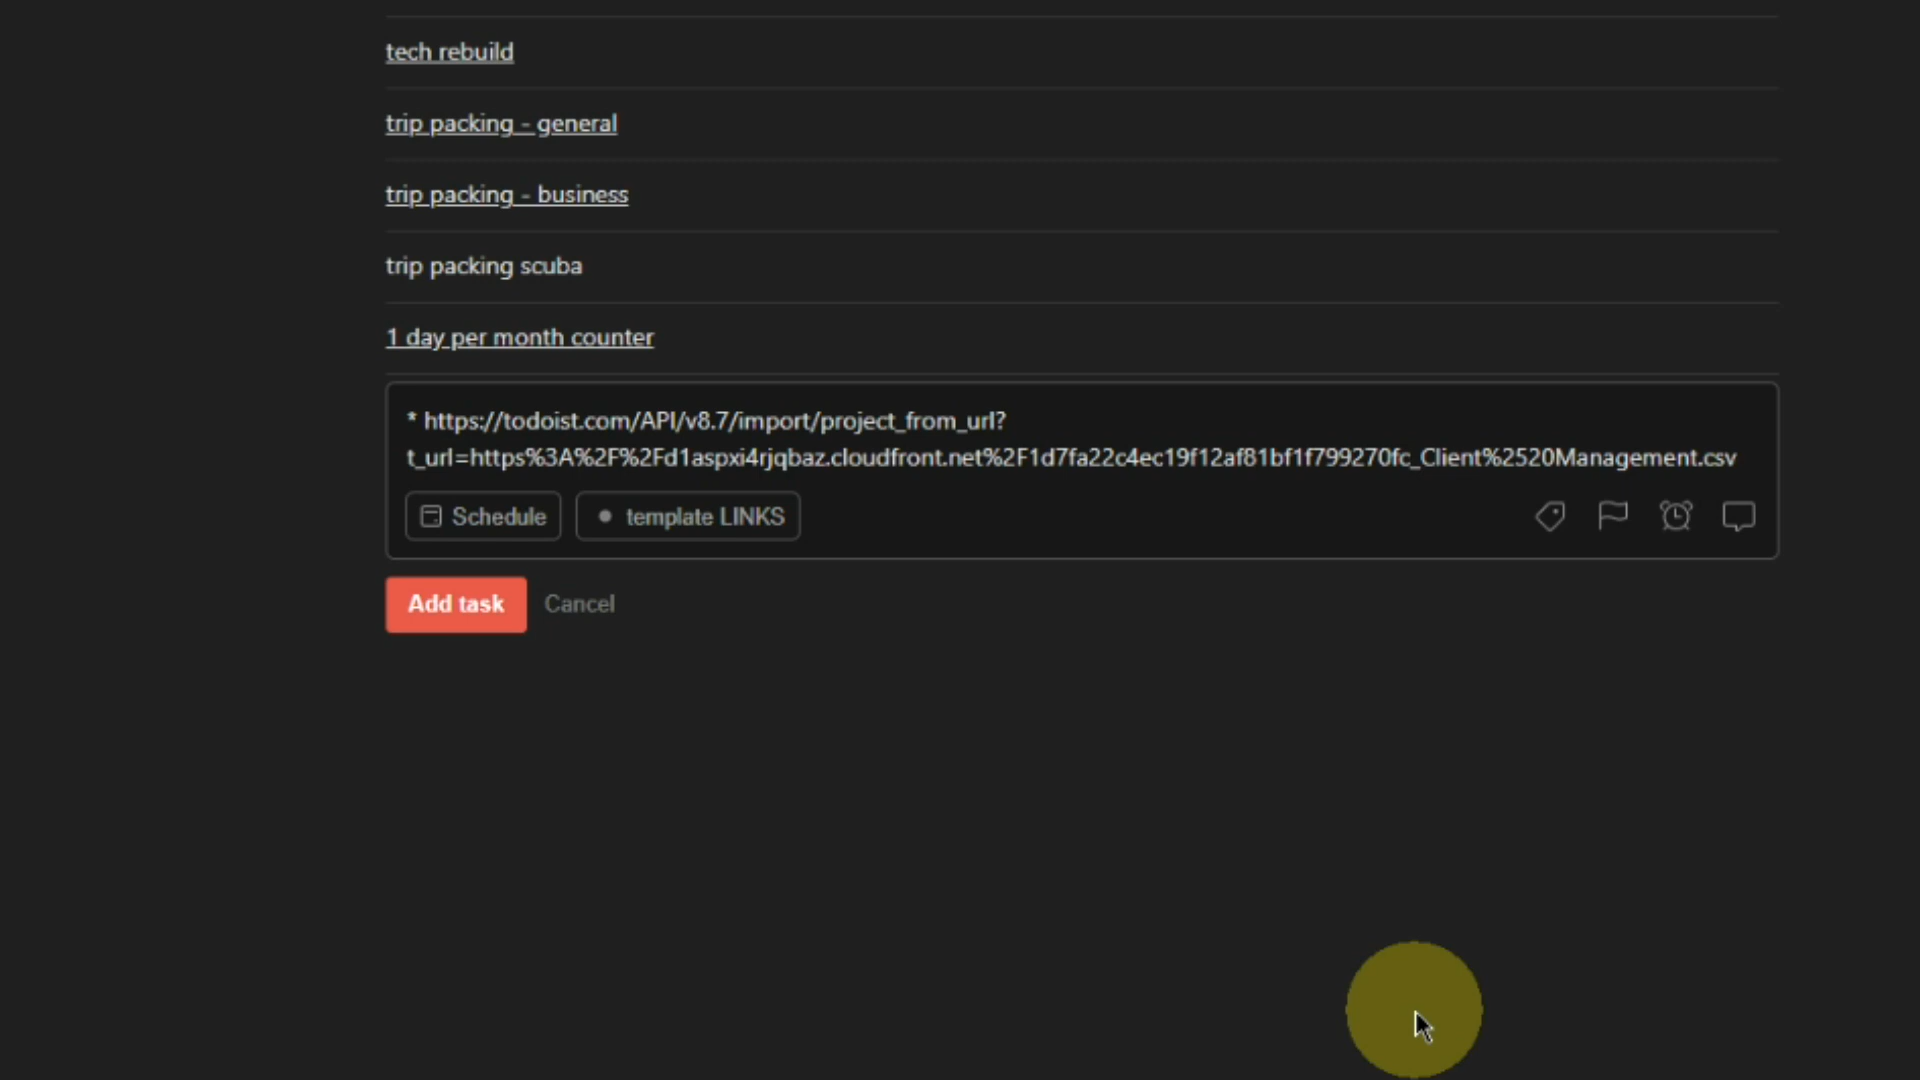 tech rebuild
trip packing - general
trip packing - business
trip packing scuba
1 day per month counter
* https://todoist.com/API/v8.7/import/project_from_url?
t_url=https%3A%2F%2Fd1aspxi4rjqbaz.cloudfront.net%2F1d7fa22c4ec19f12af81bf1f799270fc_Client%2520Management.csv
Schedule
template LINKS
Add task
Cancel